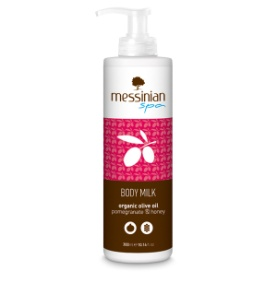 messinian
spa
BODY MILK
organic olive oil
pomegranate & honey